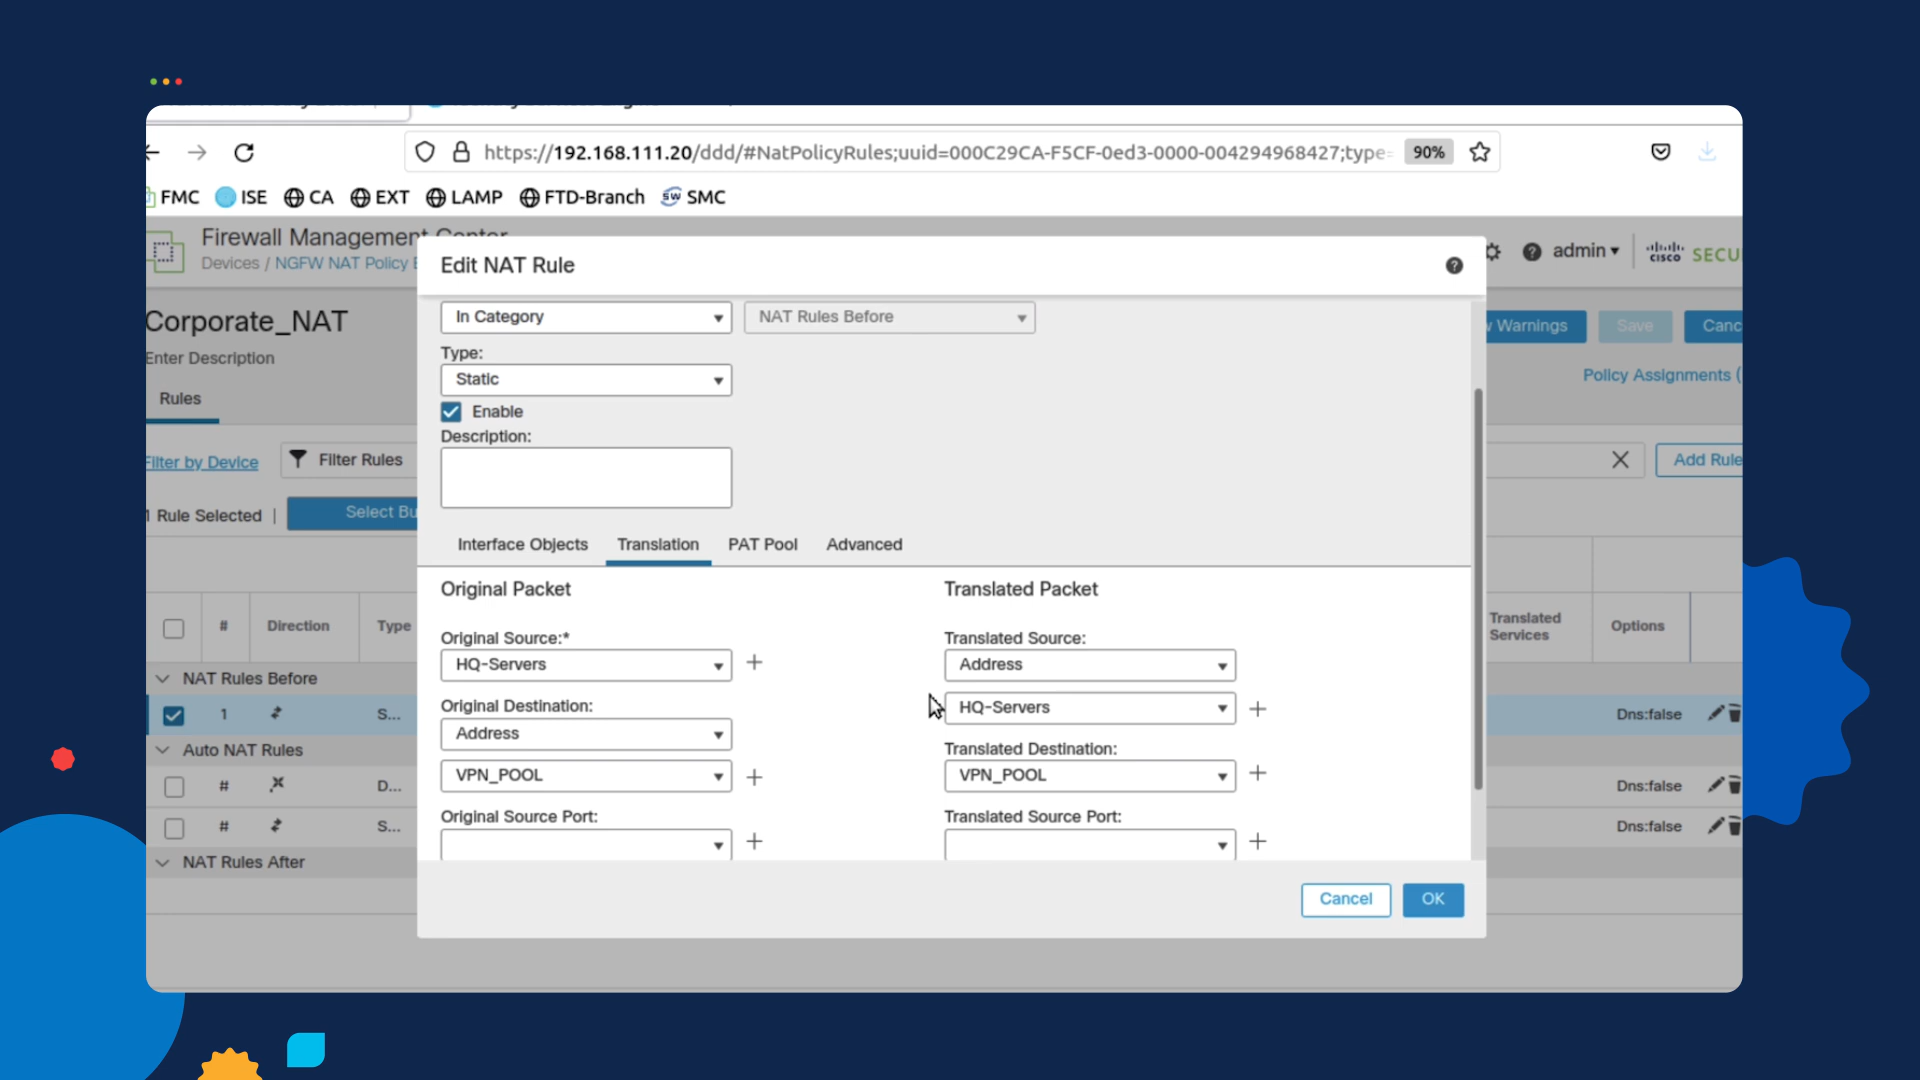 https://192.168.111.20/ddd/#NatPolicyRules;uuid=000C29CA-F5CF-0ed3-0000-004294968427;type=
90%
FMC ISE CA EXT LAMP FTD-Branch SMC
Firewall Management Center
Devices / NGFW NAT Policy E
admin
cisco SECU
Edit NAT Rule
Corporate_NAT
Enter Description
Warnings Save Canc
Policy Assignments (
Rules
In Category
NAT Rules Before
Type:
Static
Enable
Description:
Filter by Device
Filter Rules
Add Rule
1 Rule Selected |
Select Bu
Interface Objects Translation PAT Pool Advanced
Original Packet
Translated Packet
Original Source:*
HQ-Servers
Translated Source:
Address
HQ-Servers
Original Destination:
Address
VPN_POOL
Translated Destination:
VPN_POOL
Original Source Port:
Translated Source Port:
Cancel
OK
# Direction Type
Translated
Services
Options
NAT Rules Before
1 S... Dns:false
Auto NAT Rules
# D... Dns:false
# S... Dns:false
NAT Rules After